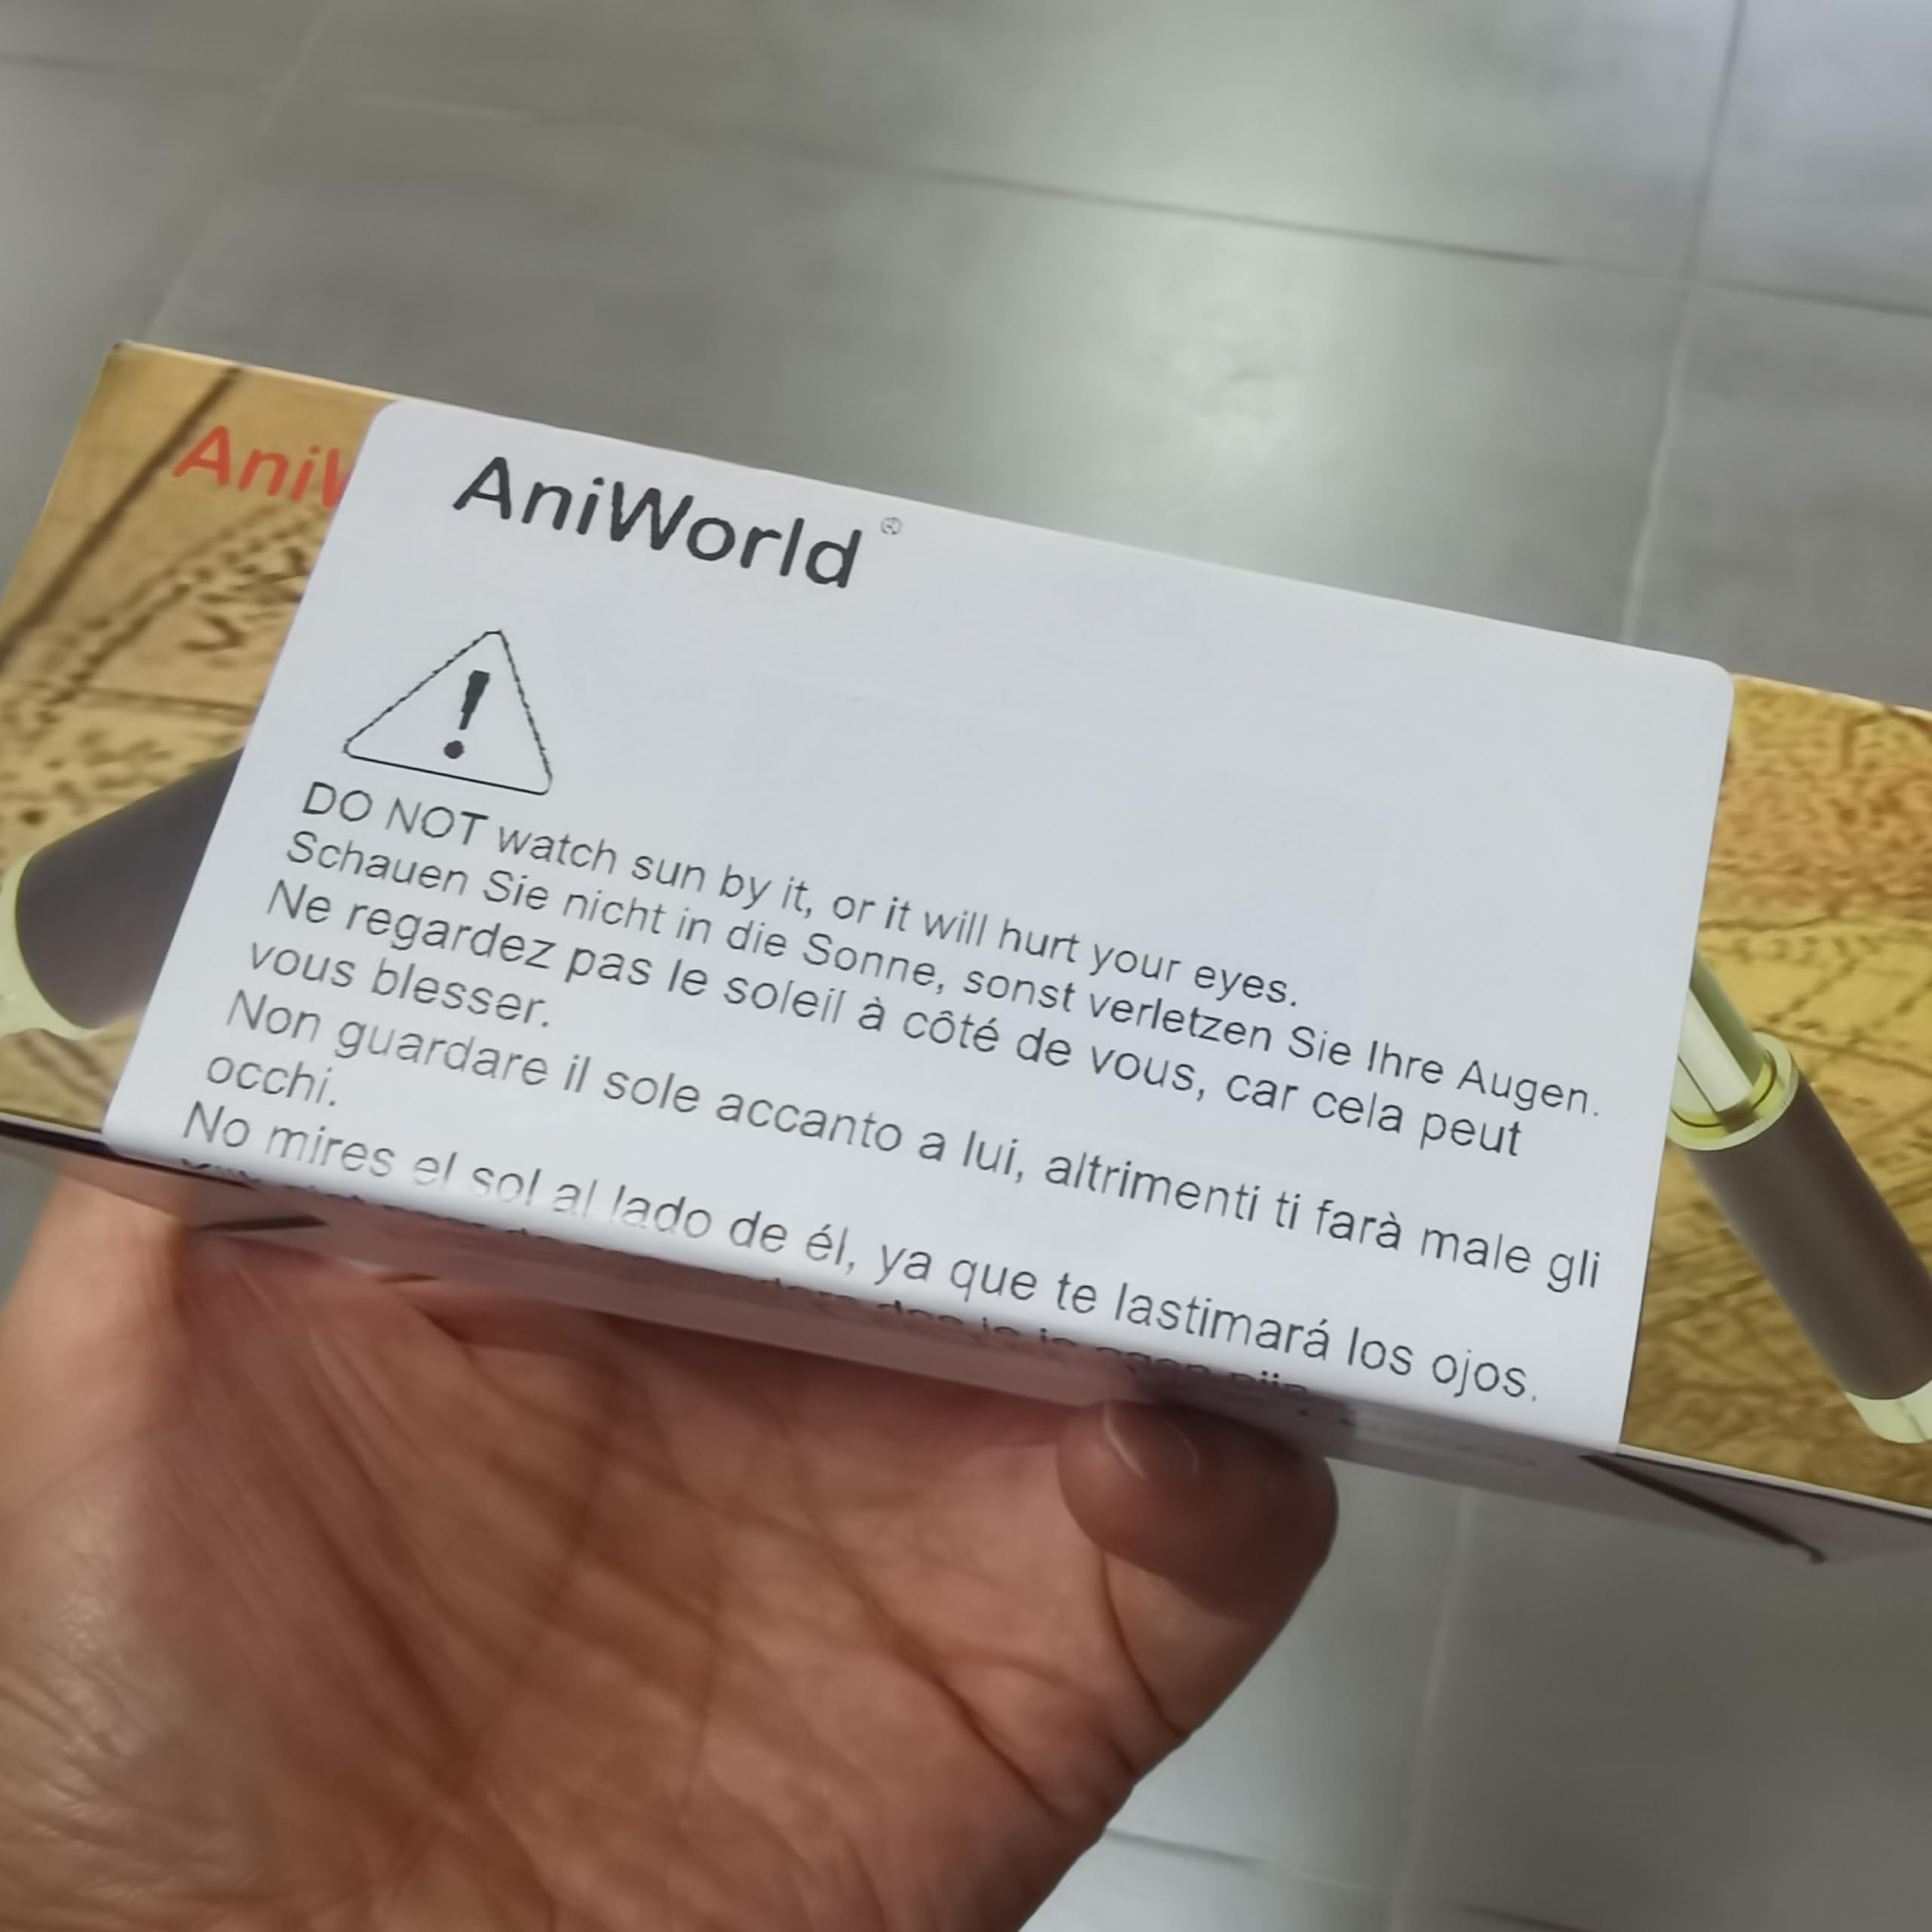 AniW
AniWorld ®
DO NOT watch sun by it, or it will hurt your eyes.
Schauen Sie nicht in die Sonne, sonst verletzen Sie Ihre Augen.
Ne regardez pas le soleil à côté de vous, car cela peut
vous blesser.
Non guardare il sole accanto a lui, altrimenti ti farà male gli
occhi.
No mires el sol al lado de él, ya que te lastimará los ojos.